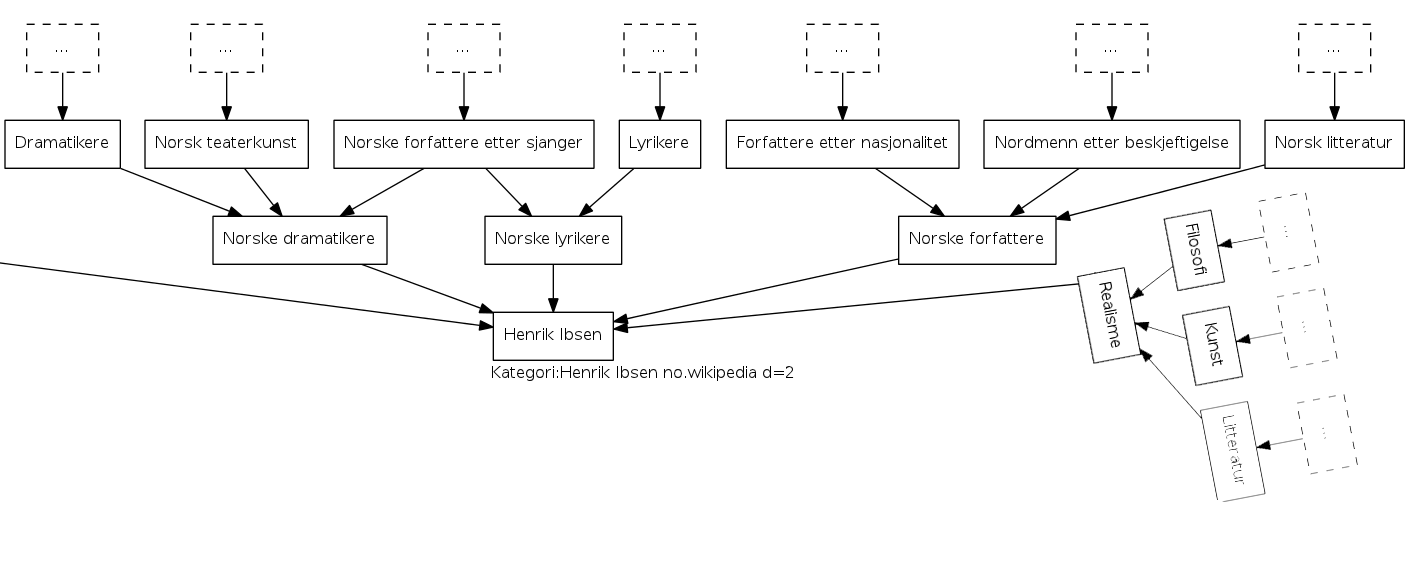 ... ... ... ... ... ... ...
Dramatikere Norsk teaterkunst Norske forfattere etter sjanger Lyrikere Forfattere etter nasjonalitet Nordmenn etter beskjeftigelse Norsk litteratur
Norske dramatikere Norske lyrikere Norske forfattere
Filosofi ...
Realisme
Kunst ...
Henrik Ibsen
Kategori:Henrik Ibsen no.wikipedia d=2
Litteratur ...